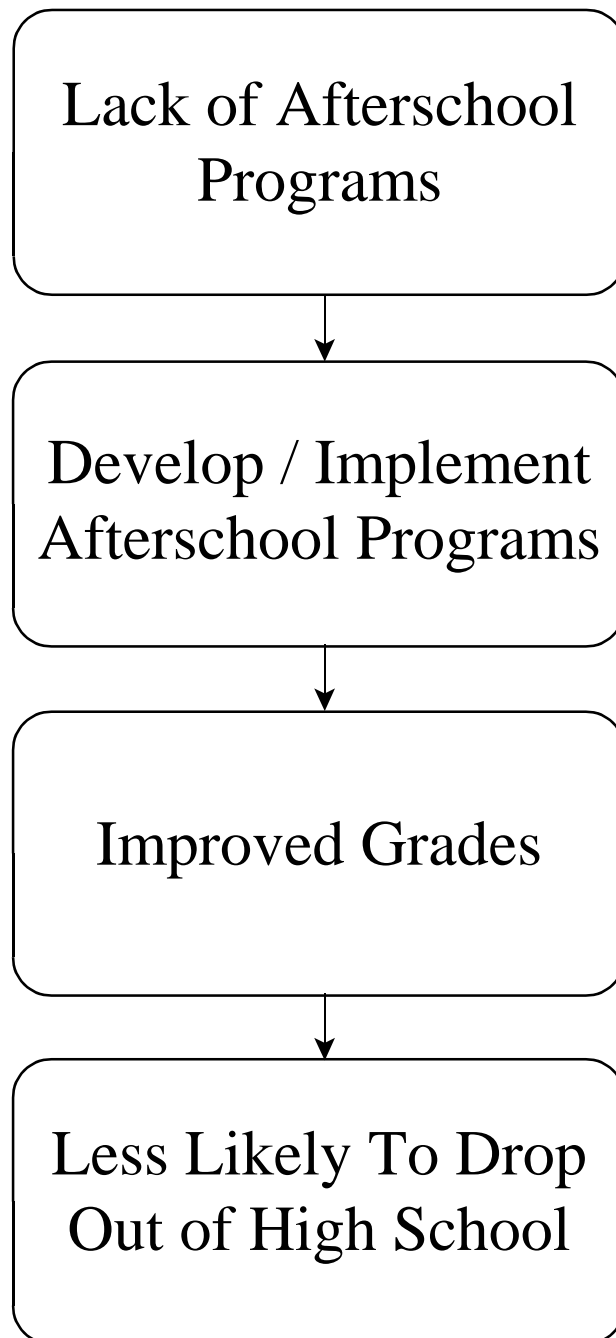 Lack of Afterschool
Programs
Develop / Implement
Afterschool Programs
Improved Grades
Less Likely To Drop
Out of High School